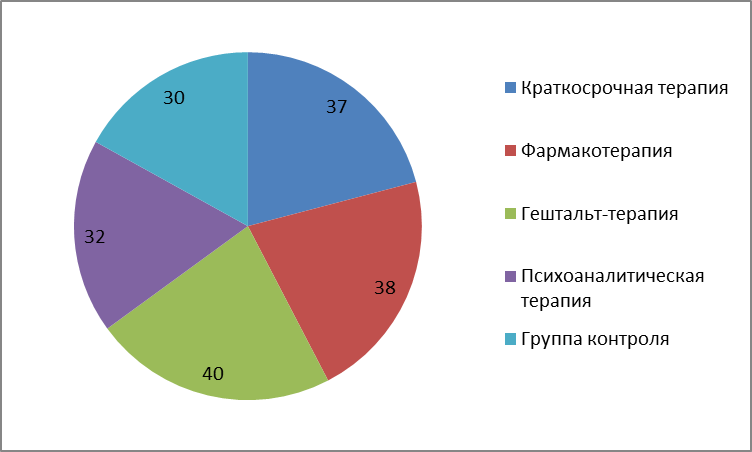 30
37
32
38
40
Краткосрочная терапия
Фармакотерапия
Гештальт-терапия
Психоаналитическая
терапия
Группа контроля